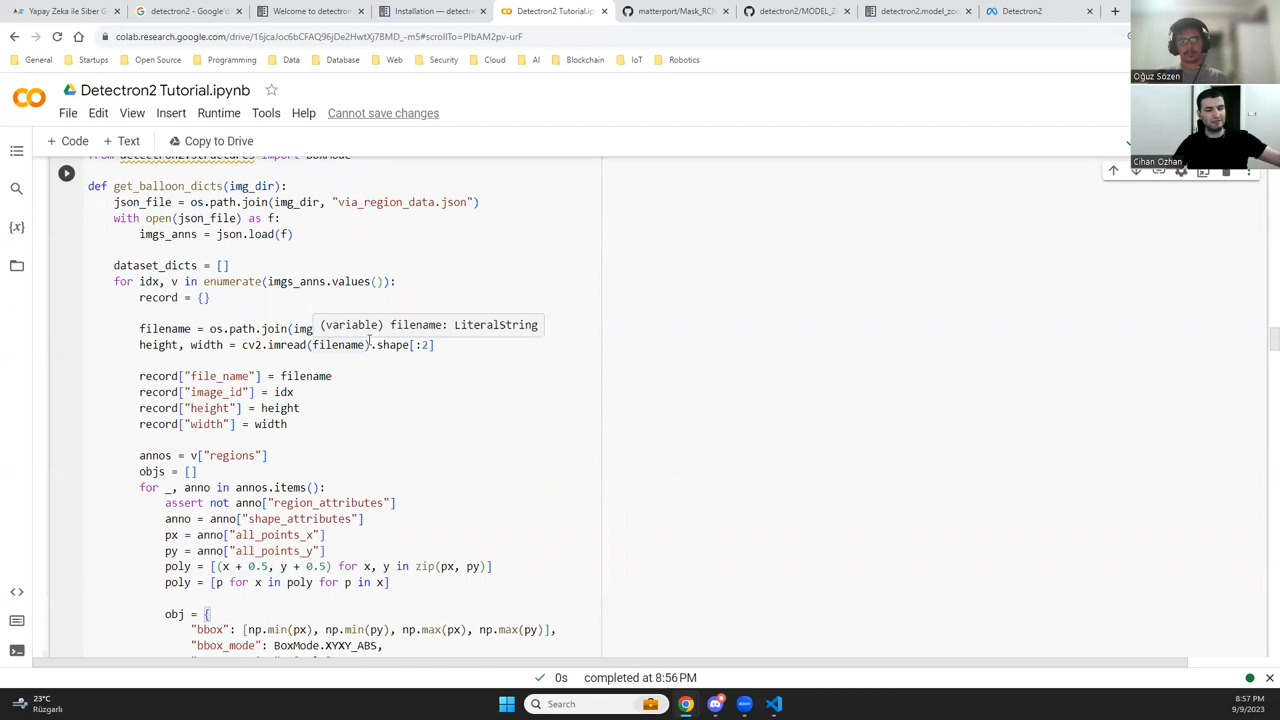 Yapay Zeka ile Siber G
detectron2 - Google'd
Welcome to detectron
Installation — detectro
Detectron2 Tutorial.ipyn
matterport/Mask_RCN
detectron2/MODEL_Z
detectron2.model_zoo
Detectron2
colab.research.google.com/drive/16jcaJoc6bCFAQ96jDe2HwtXj7BMD_-m5#scrollTo=PIbAM2pv-urF
General
Startups
Open Source
Programming
Data
Database
Web
Security
Cloud
AI
Blockchain
IoT
Robotics
Oğuz Sözen
Cihan Ozhan
Detectron2 Tutorial.ipynb
File Edit View Insert Runtime Tools Help Cannot save changes
+ Code + Text Copy to Drive
from detectron2.structures import BoxMode
def get_balloon_dicts(img_dir):
json_file = os.path.join(img_dir, "via_region_data.json")
with open(json_file) as f:
imgs_anns = json.load(f)
dataset_dicts = []
for idx, v in enumerate(imgs_anns.values()):
record = {}
(variable) filename: LiteralString
filename = os.path.join(img
height, width = cv2.imread(filename).shape[:2]
record["file_name"] = filename
record["image_id"] = idx
record["height"] = height
record["width"] = width
annos = v["regions"]
objs = []
for _, anno in annos.items():
assert not anno["region_attributes"]
anno = anno["shape_attributes"]
px = anno["all_points_x"]
py = anno["all_points_y"]
poly = [(x + 0.5, y + 0.5) for x, y in zip(px, py)]
poly = [p for x in poly for p in x]
obj = {
"bbox": [np.min(px), np.min(py), np.max(px), np.max(py)],
"bbox_mode": BoxMode.XYXY_ABS,
0s completed at 8:56 PM
23°C
Rüzgarlı
Search
8:57 PM
9/9/2023